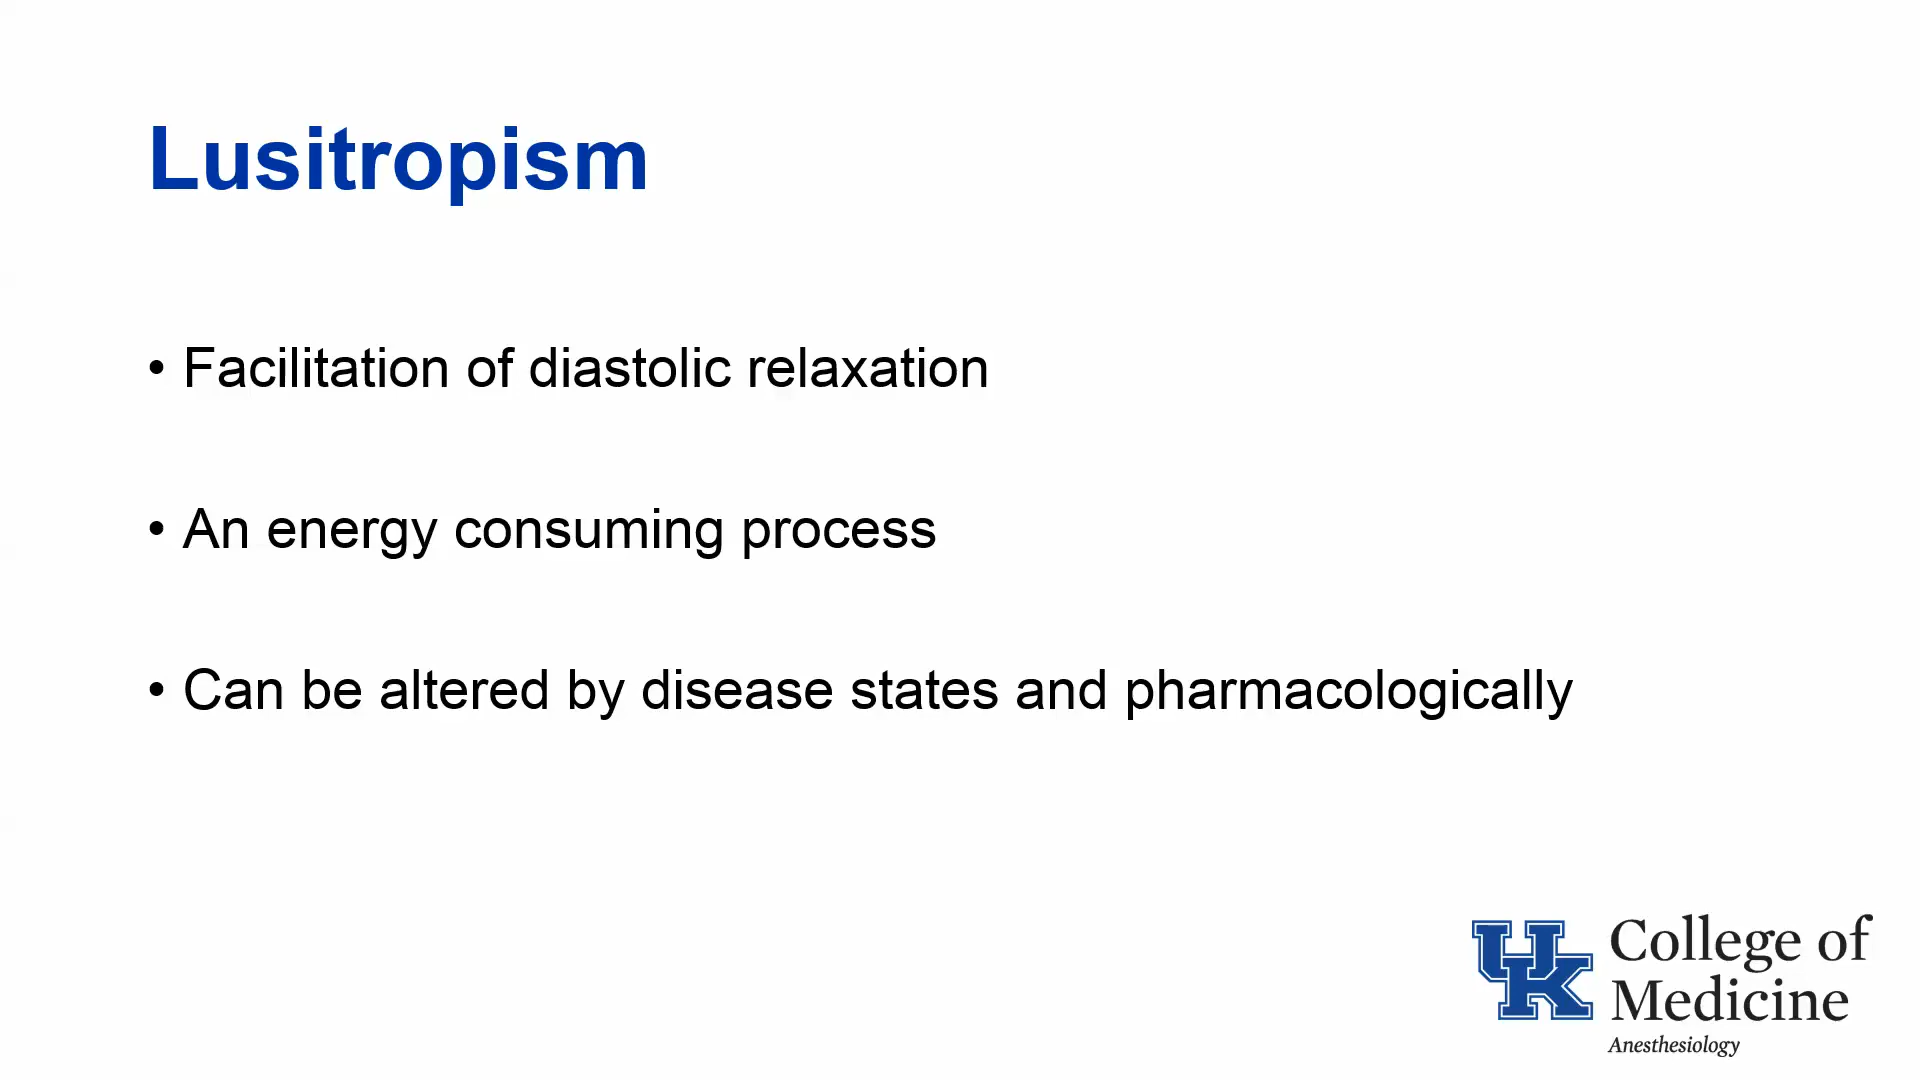 Lusitropism
• Facilitation of diastolic relaxation
• An energy consuming process
• Can be altered by disease states and pharmacologically
UK
College of
Medicine
Anesthesiology